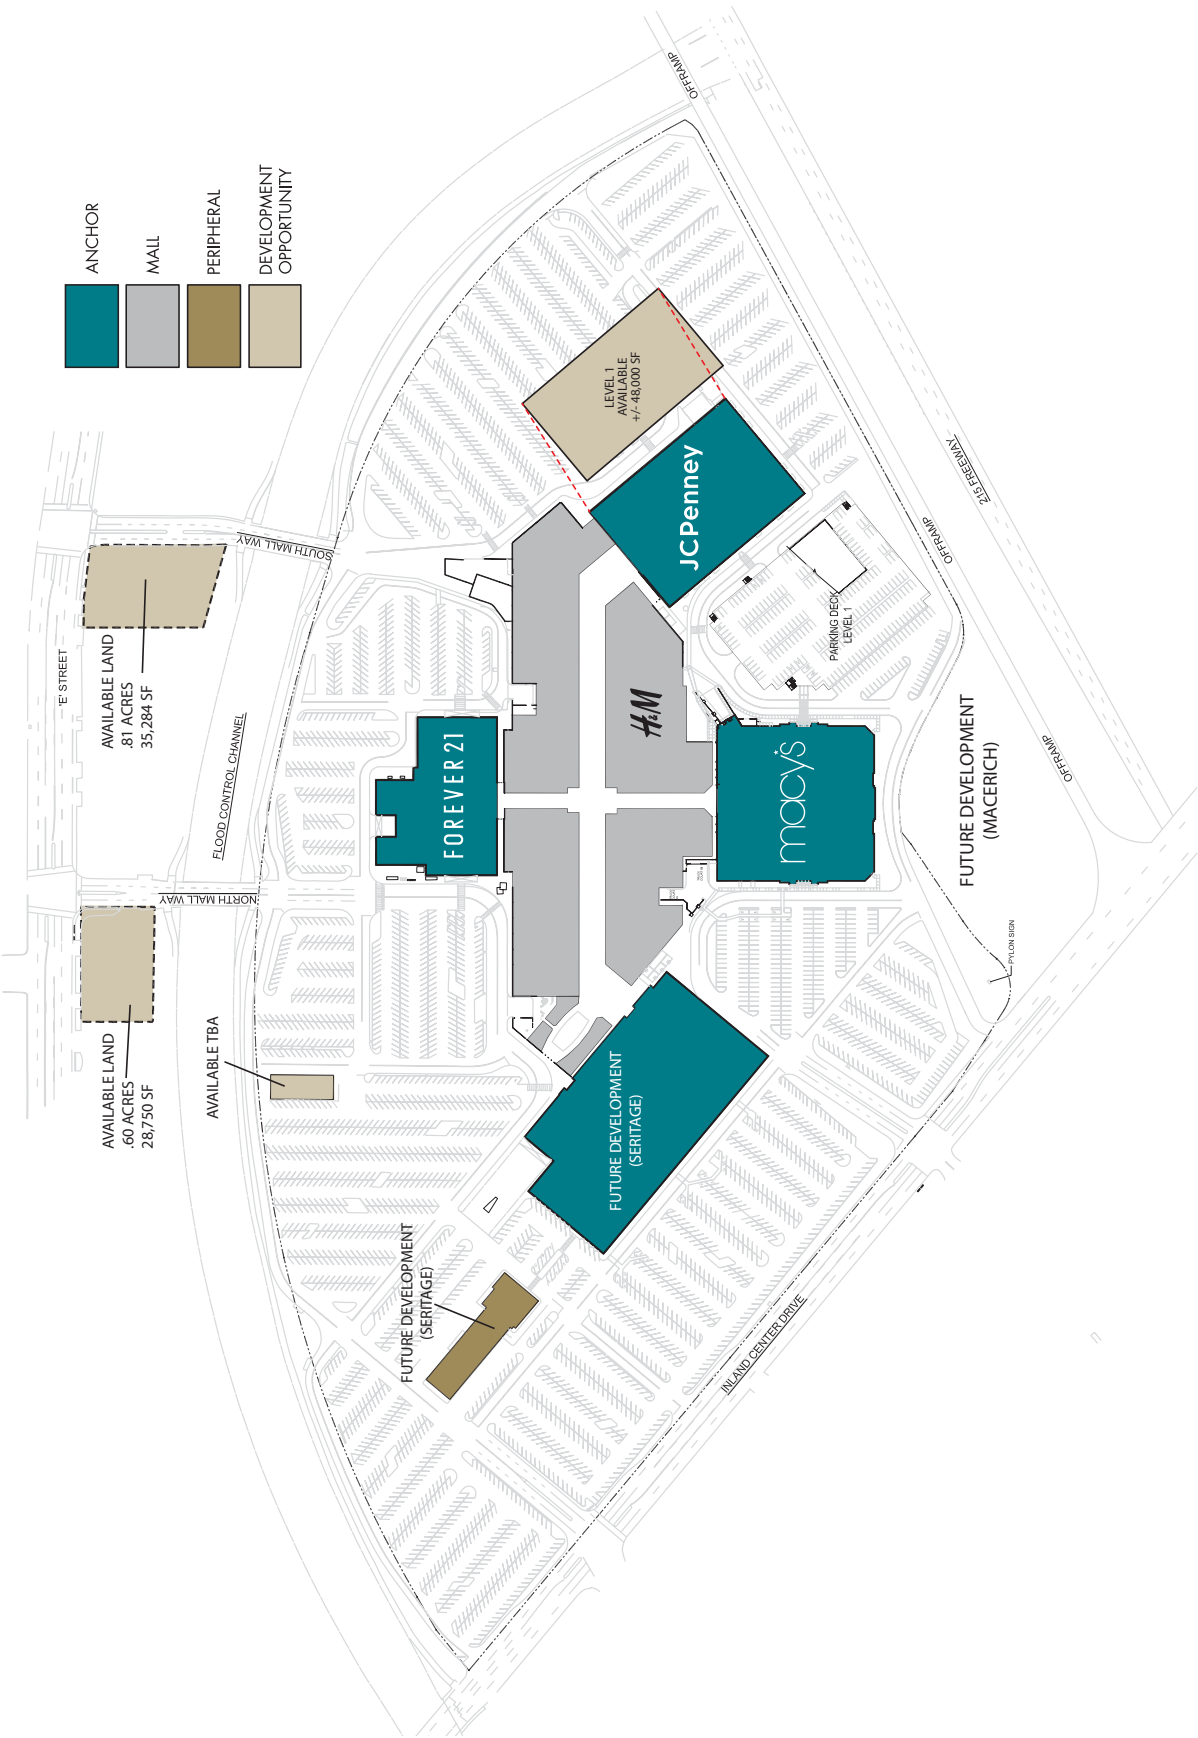 ANCHOR
MALL
PERIPHERAL
DEVELOPMENT
OPPORTUNITY
OFFRAMP
215 FREEWAY
OFFRAMP
OFFRAMP
'E' STREET
SOUTH MALL WAY
NORTH MALL WAY
FLOOD CONTROL CHANNEL
AVAILABLE LAND
.81 ACRES
35,284 SF
AVAILABLE LAND
.60 ACRES
28,750 SF
AVAILABLE TBA
LEVEL 1
AVAILABLE
+/- 48,000 SF
JCPenney
PARKING DECK
LEVEL 1
H&M
FOREVER 21
macy's
FUTURE DEVELOPMENT
(MACERICH)
PYLON SIGN
FUTURE DEVELOPMENT
(SERITAGE)
FUTURE DEVELOPMENT
(SERITAGE)
INLAND CENTER DRIVE